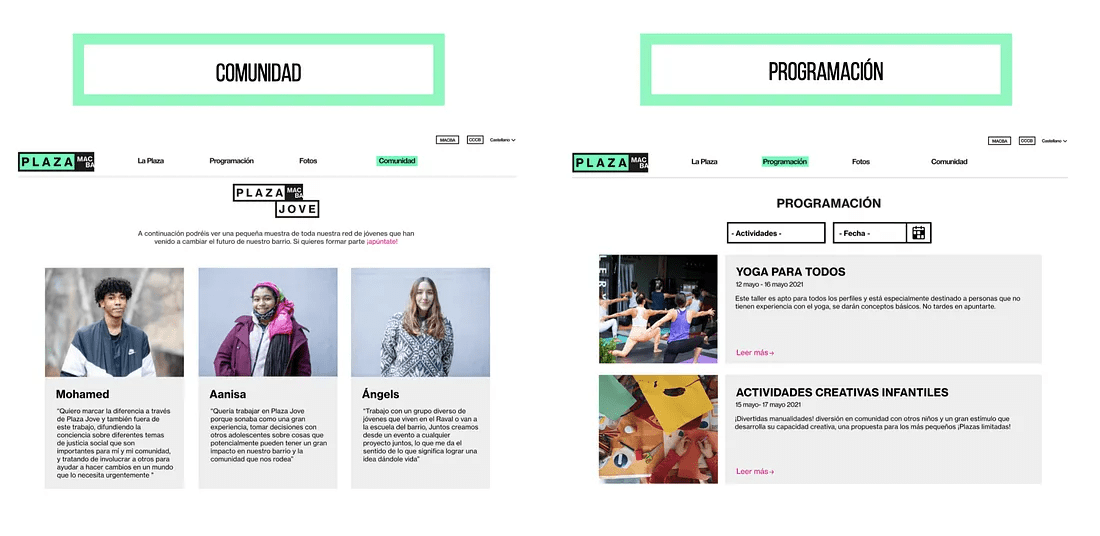 COMUNIDAD
MACBA CCCB Castellano
PLAZA MAC BA
La Plaza Programación Fotos Comunidad
PLAZA MAC BA
JOVE
A continuación podréis ver una pequeña muestra de toda nuestra red de jóvenes que han
venido a cambiar el futuro de nuestro barrio. Si quieres formar parte ¡apúntate!
Mohamed
"Quiero marcar la diferencia a través
de Plaza Jove y también fuera de
este trabajo, difundiendo la
conciencia sobre diferentes temas
de justicia social que son
importantes para mí y mi comunidad,
y tratando de involucrar a otros para
ayudar a hacer cambios en un mundo
que lo necesita urgentemente "
Aanisa
"Quería trabajar en Plaza Jove
porque sonaba como una gran
experiencia, tomar decisiones con
otros adolescentes sobre cosas que
potencialmente pueden tener un gran
impacto en nuestro barrio y la
comunidad que nos rodea"
Ángels
"Trabajo con un grupo diverso de
jóvenes que viven en el Raval o van a
la escuela del barrio, Juntos creamos
desde un evento a cualquier
proyecto juntos, lo que me da el
sentido de lo que significa lograr una
idea dándole vida"
PROGRAMACIÓN
MACBA CCCB Castellano
PLAZA MAC BA
La Plaza Programación Fotos Comunidad
PROGRAMACIÓN
- Actividades - - Fecha -
YOGA PARA TODOS
12 mayo - 16 mayo 2021
Este taller es apto para todos los perfiles y está especialmente destinado a personas que no
tienen experiencia con el yoga, se darán conceptos básicos. No tardes en apuntarte.
Leer más→
ACTIVIDADES CREATIVAS INFANTILES
15 mayo- 17 mayo 2021
¡Divertidas manualidades! diversión en comunidad con otros niños y un gran estímulo que
desarrolla su capacidad creativa, una propuesta para los más pequeños ¡Plazas limitadas!
Leer más→